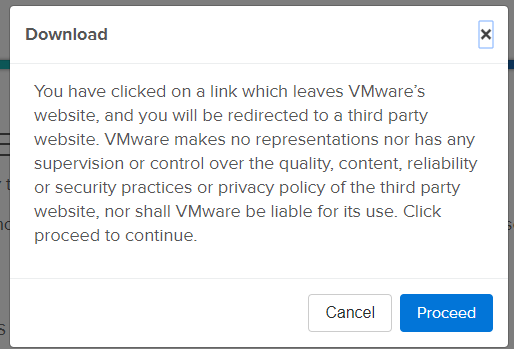 Download
×
You have clicked on a link which leaves VMware’s
website, and you will be redirected to a third party
website. VMware makes no representations nor has any
supervision or control over the quality, content, reliability
or security practices or privacy policy of the third party
website, nor shall VMware be liable for its use. Click
proceed to continue.
Cancel Proceed